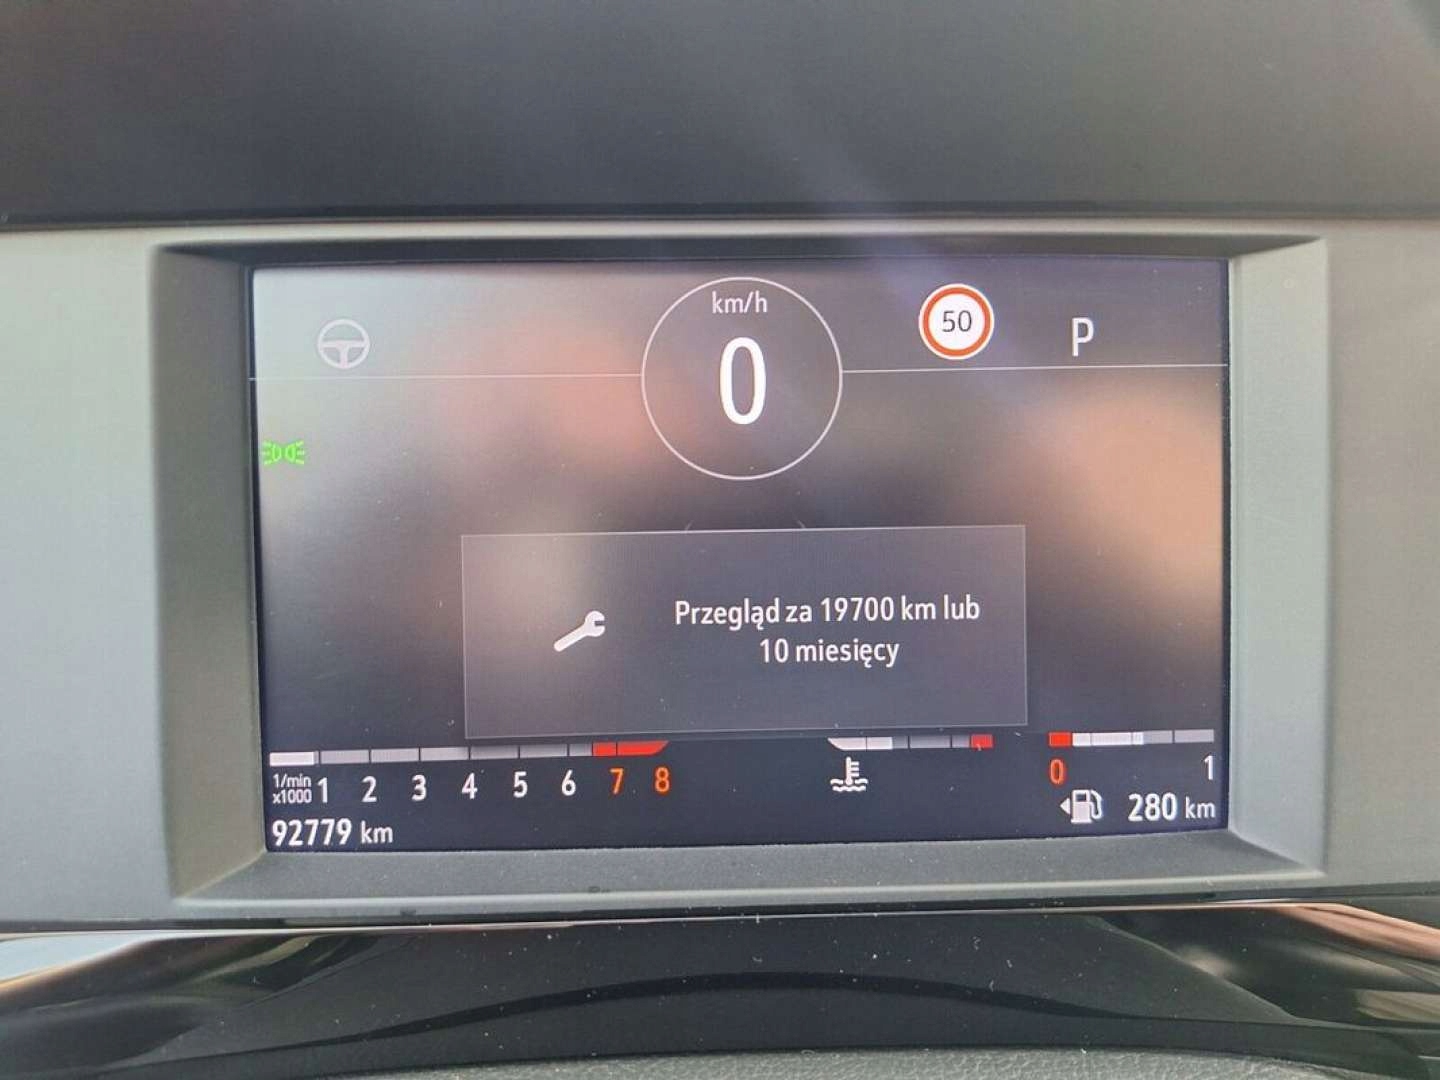 km/h
0
50
P
Przegląd za 19700 km lub
10 miesięcy
1/min
x1000
1 2 3 4 5 6 7 8
0 1
92779 km
280 km